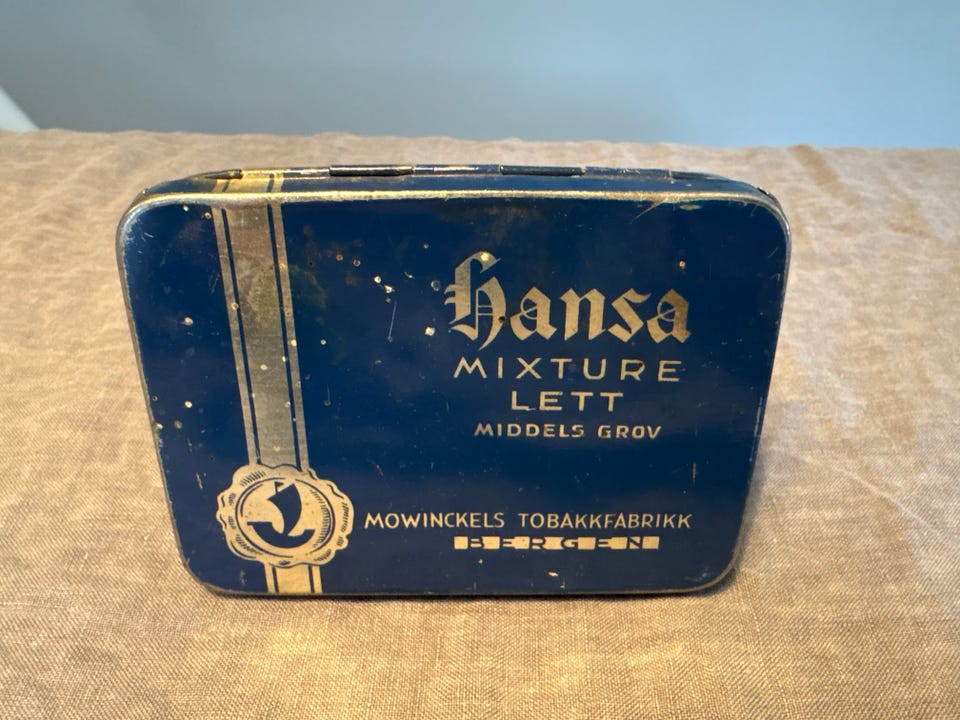 Hansa
MIXTURE
LETT
MIDDELS GROV
MOWINCKELS TOBAKKFABRIKK
BERGEN